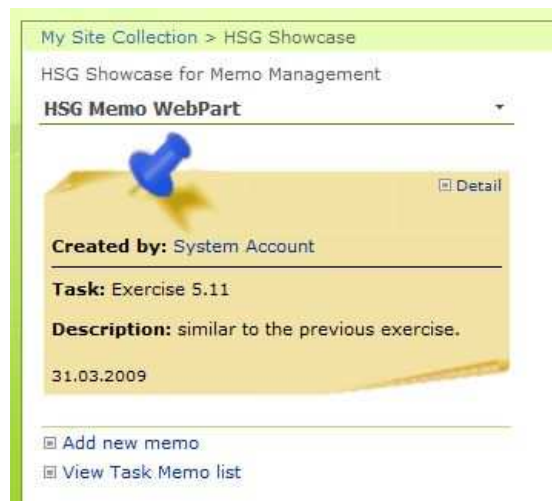 My Site Collection > HSG Showcase
HSG Showcase for Memo Management
HSG Memo WebPart
Detail
Created by: System Account
Task: Exercise 5.11
Description: similar to the previous exercise.
31.03.2009
Add new memo
View Task Memo list